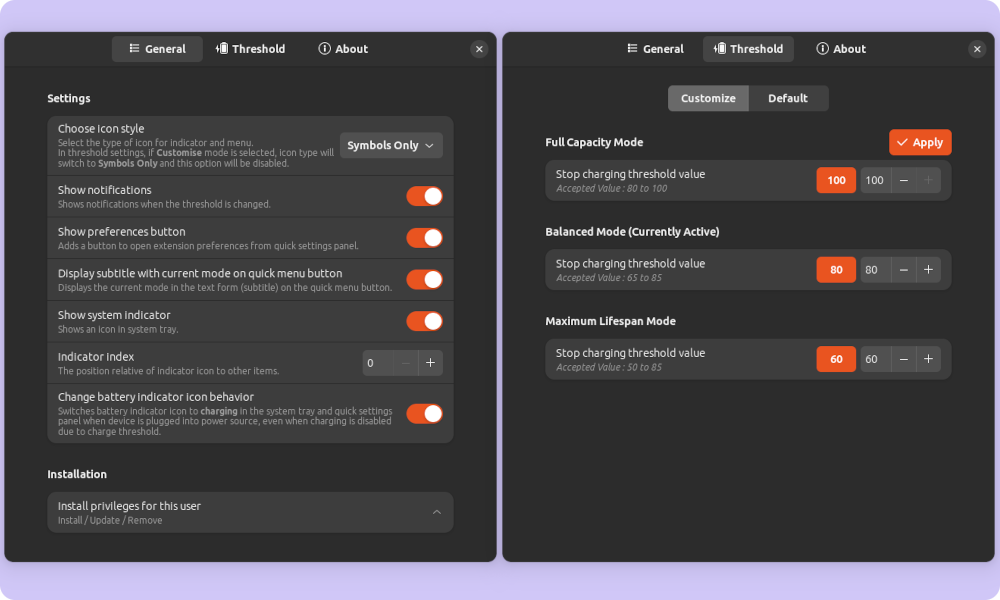 General
Threshold
About
Settings
Choose icon style
Select the type of icon for indicator and menu.
In threshold settings, if Customise mode is selected, icon type will
switch to Symbols Only and this option will be disabled.
Symbols Only
Show notifications
Shows notifications when the threshold is changed.
Show preferences button
Adds a button to open extension preferences from quick settings panel.
Display subtitle with current mode on quick menu button
Displays the current mode in the text form (subtitle) on the quick menu button.
Show system indicator
Shows an icon in system tray.
Indicator Index
The position relative of indicator icon to other items.
0
Change battery indicator icon behavior
Switches battery indicator icon to charging in the system tray and quick settings
panel when device is plugged into power source, even when charging is disabled
due to charge threshold.
Installation
Install privileges for this user
Install / Update / Remove
General
Threshold
About
Customize
Default
Full Capacity Mode
Apply
Stop charging threshold value
Accepted Value : 80 to 100
100
100
Balanced Mode (Currently Active)
Stop charging threshold value
Accepted Value : 65 to 85
80
80
Maximum Lifespan Mode
Stop charging threshold value
Accepted Value : 50 to 85
60
60